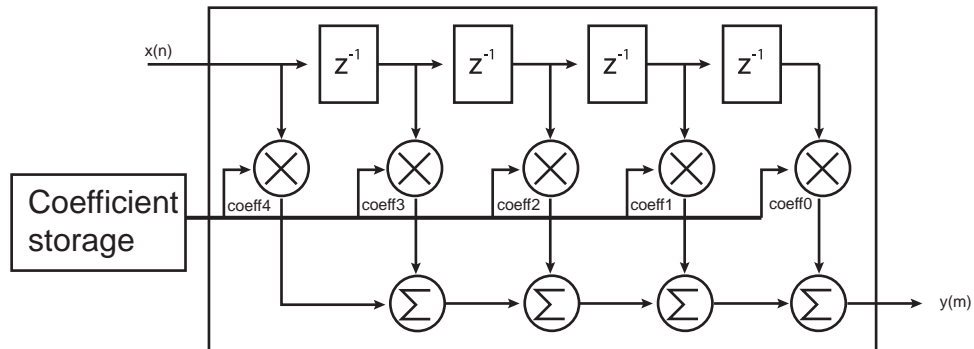 x(n)
z⁻¹ z⁻¹ z⁻¹ z⁻¹
Coefficient
storage
coeff4 coeff3 coeff2 coeff1 coeff0
Σ Σ Σ Σ
y(m)